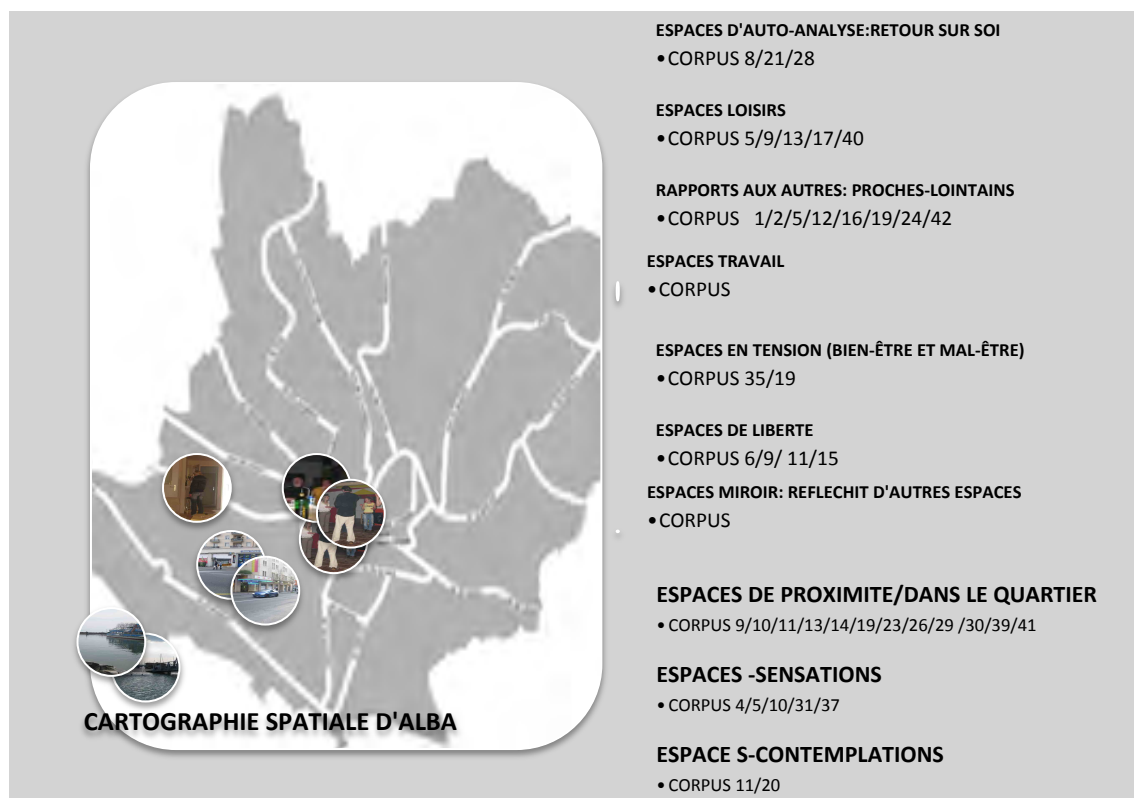 ESPACES D'AUTO-ANALYSE:RETOUR SUR SOI
•CORPUS 8/21/28
ESPACES LOISIRS
•CORPUS 5/9/13/17/40
RAPPORTS AUX AUTRES: PROCHES-LOINTAINS
•CORPUS 1/2/5/12/16/19/24/42
ESPACES TRAVAIL
•CORPUS
ESPACES EN TENSION (BIEN-ÊTRE ET MAL-ÊTRE)
•CORPUS 35/19
ESPACES DE LIBERTE
•CORPUS 6/9/ 11/15
ESPACES MIROIR: REFLECHIT D'AUTRES ESPACES
•CORPUS
ESPACES DE PROXIMITE/DANS LE QUARTIER
• CORPUS 9/10/11/13/14/19/23/26/29 /30/39/41
ESPACES -SENSATIONS
• CORPUS 4/5/10/31/37
ESPACE S-CONTEMPLATIONS
• CORPUS 11/20
CARTOGRAPHIE SPATIALE D'ALBA